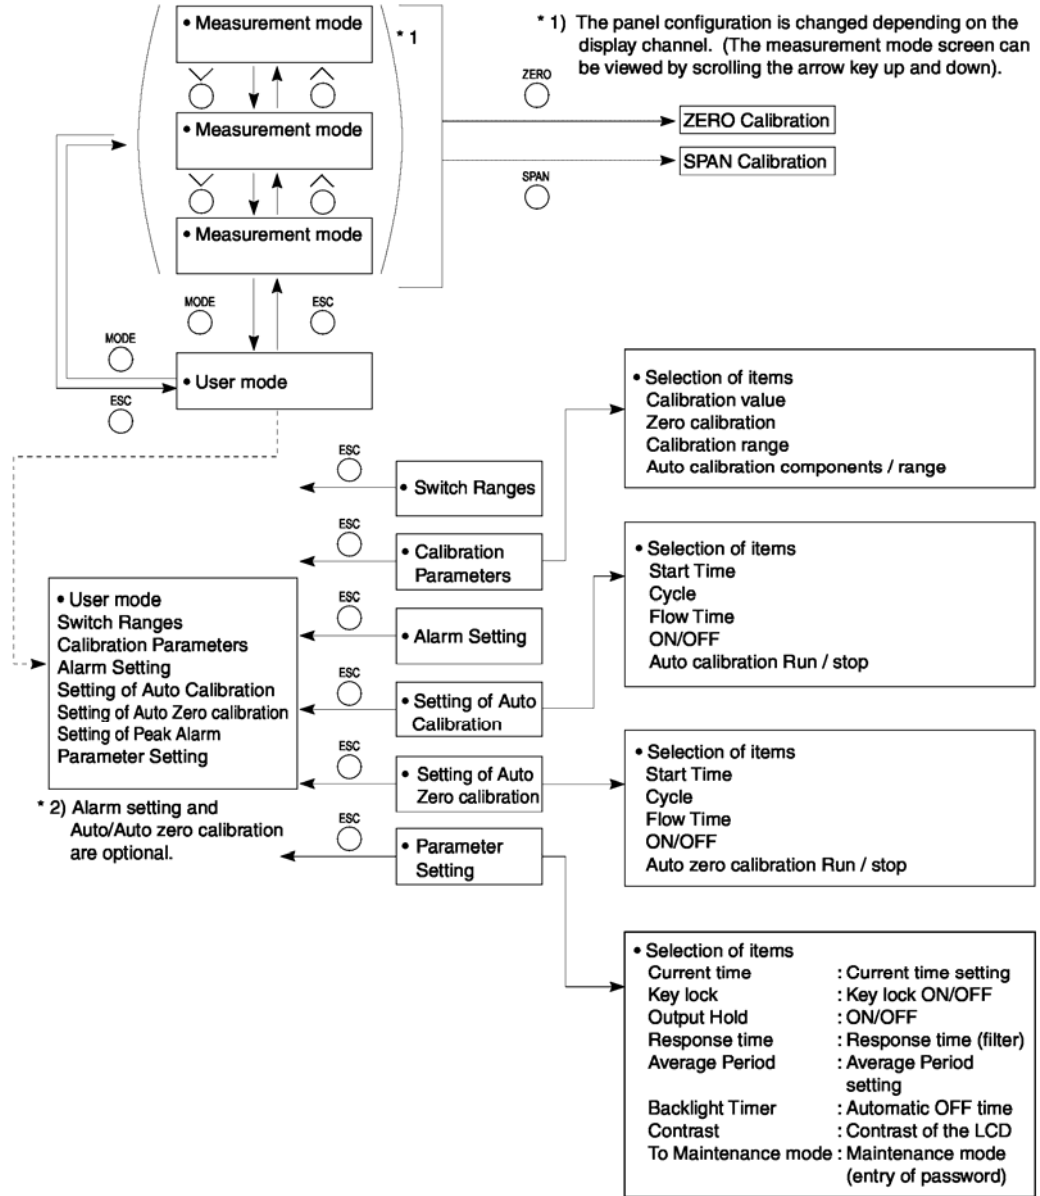 • Measurement mode
* 1
* 1) The panel configuration is changed depending on the
display channel. (The measurement mode screen can
be viewed by scrolling the arrow key up and down).
ZERO
• Measurement mode
ZERO Calibration
SPAN Calibration
SPAN
• Measurement mode
MODE
ESC
MODE
• User mode
ESC
• Selection of items
Calibration value
Zero calibration
Calibration range
Auto calibration components / range
ESC
• Switch Ranges
ESC
• Calibration
Parameters
• Selection of items
Start Time
Cycle
Flow Time
ON/OFF
Auto calibration Run / stop
• User mode
Switch Ranges
Calibration Parameters
Alarm Setting
Setting of Auto Calibration
Setting of Auto Zero calibration
Setting of Peak Alarm
Parameter Setting
ESC
• Alarm Setting
ESC
• Setting of Auto
Calibration
ESC
• Setting of Auto
Zero calibration
• Selection of items
Start Time
Cycle
Flow Time
ON/OFF
Auto zero calibration Run / stop
* 2) Alarm setting and
Auto/Auto zero calibration
are optional.
ESC
• Parameter
Setting
• Selection of items
Current time : Current time setting
Key lock : Key lock ON/OFF
Output Hold : ON/OFF
Response time : Response time (filter)
Average Period : Average Period
setting
Backlight Timer : Automatic OFF time
Contrast : Contrast of the LCD
To Maintenance mode : Maintenance mode
(entry of password)